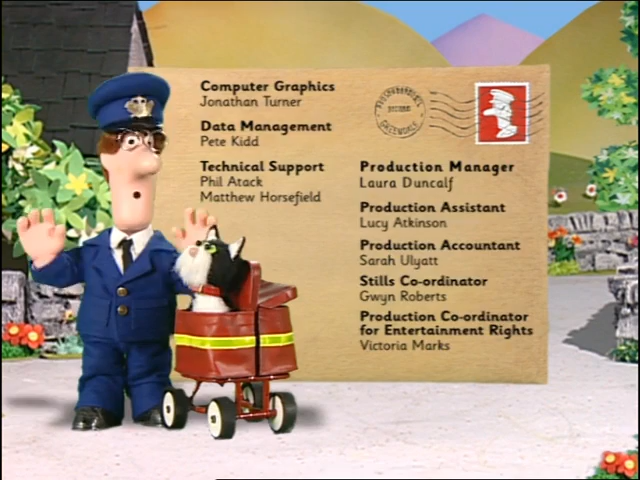 Computer Graphics
Jonathan Turner
Data Management
Pete Kidd
Technical Support
Phil Atack
Matthew Horsefield
GREENDALE
Production Manager
Laura Duncalf
Production Assistant
Lucy Atkinson
Production Accountant
Sarah Ulyatt
Stills Co-ordinator
Gwyn Roberts
Production Co-ordinator
for Entertainment Rights
Victoria Marks